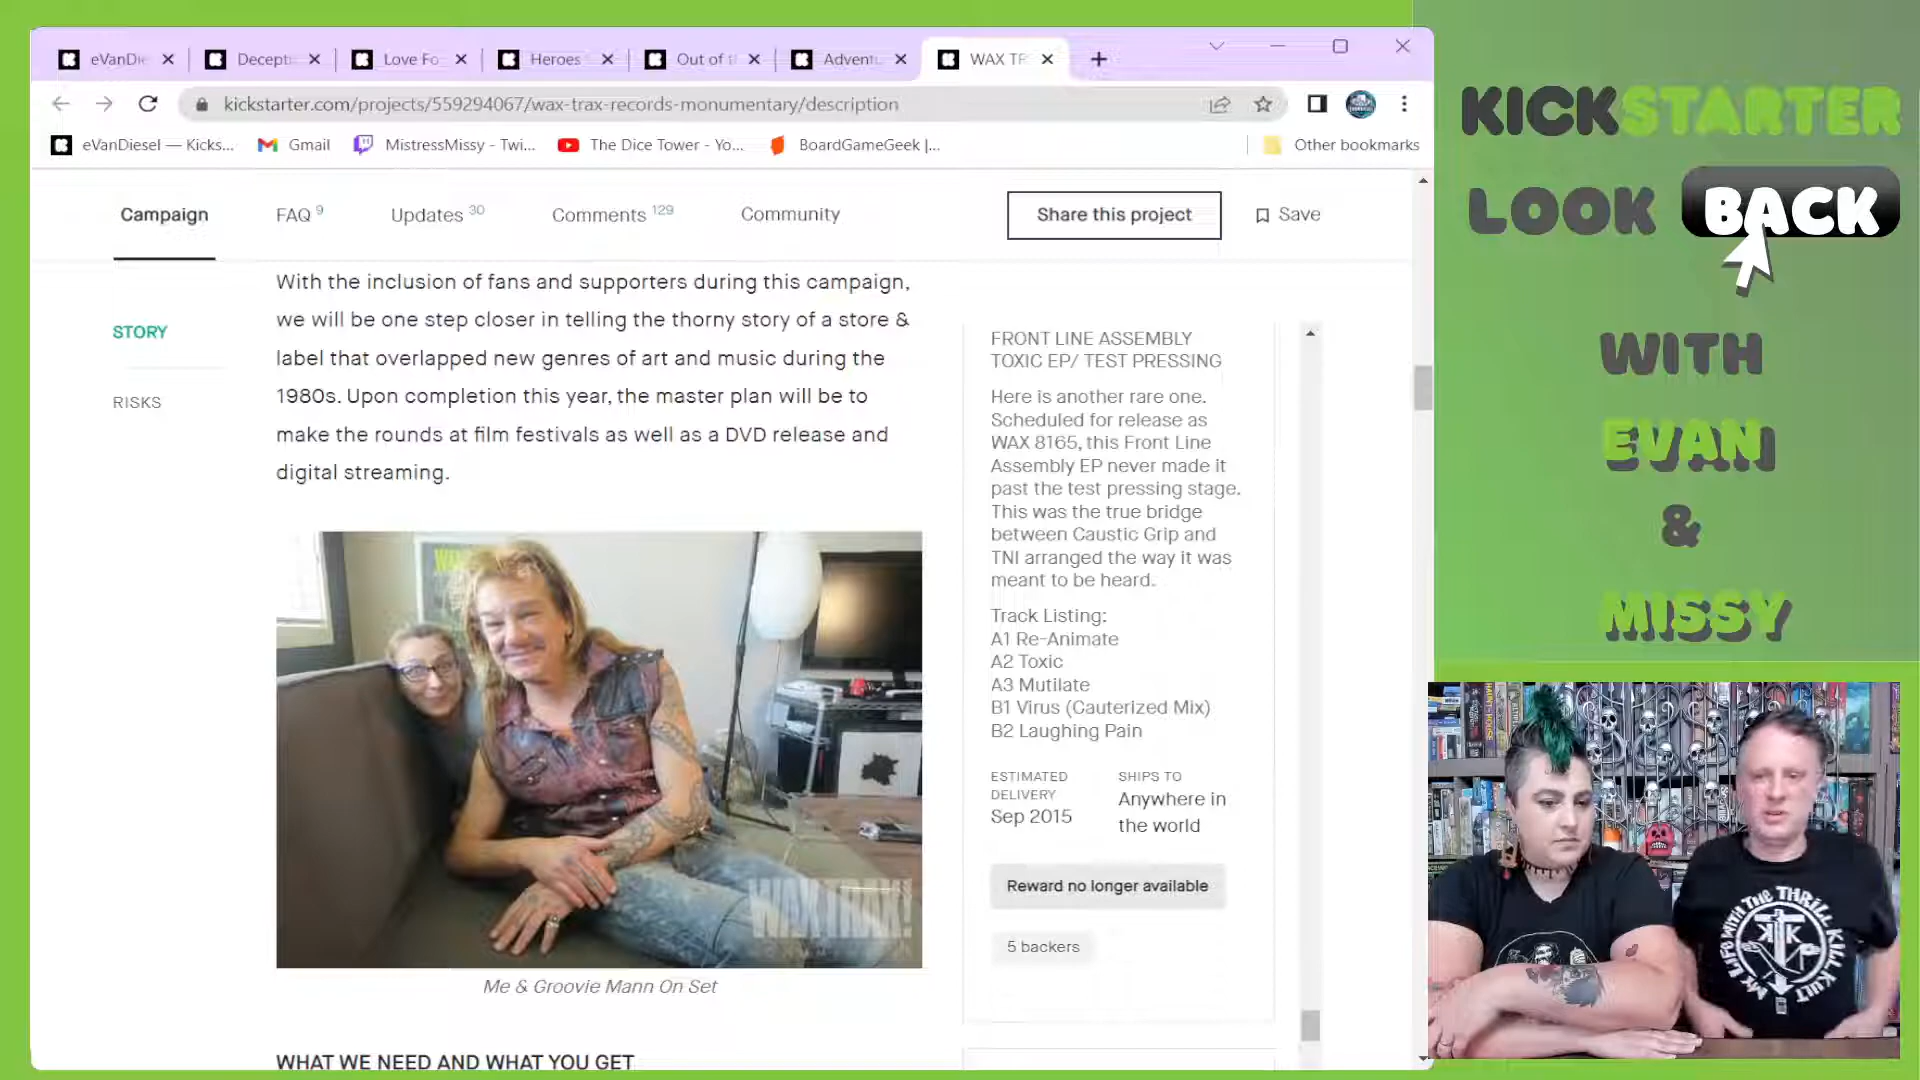 eVanDie
Decepti
Love Fo
Heroes
Out of t
Adventu
WAX TR
kickstarter.com/projects/559294067/wax-trax-records-monumentary/description
eVanDiesel — Kicks...
Gmail
MistressMissy - Twi...
The Dice Tower - Yo...
BoardGameGeek |...
Other bookmarks
Campaign
FAQ 9
Updates 30
Comments 129
Community
Share this project
Save
STORY
RISKS
With the inclusion of fans and supporters during this campaign,
we will be one step closer in telling the thorny story of a store &
label that overlapped new genres of art and music during the
1980s. Upon completion this year, the master plan will be to
make the rounds at film festivals as well as a DVD release and
digital streaming.
WAXTRAX!
Me & Groovie Mann On Set
WHAT WE NEED AND WHAT YOU GET
FRONT LINE ASSEMBLY
TOXIC EP/ TEST PRESSING
Here is another rare one.
Scheduled for release as
WAX 8165, this Front Line
Assembly EP never made it
past the test pressing stage.
This was the true bridge
between Caustic Grip and
TNI arranged the way it was
meant to be heard.
Track Listing:
A1 Re-Animate
A2 Toxic
A3 Mutilate
B1 Virus (Cauterized Mix)
B2 Laughing Pain
ESTIMATED
DELIVERY
Sep 2015
SHIPS TO
Anywhere in
the world
Reward no longer available
5 backers
KICKSTARTER
LOOK BACK
WITH
EVAN
&
MISSY
MY LIFE WITH THE THRILL KILL KULT